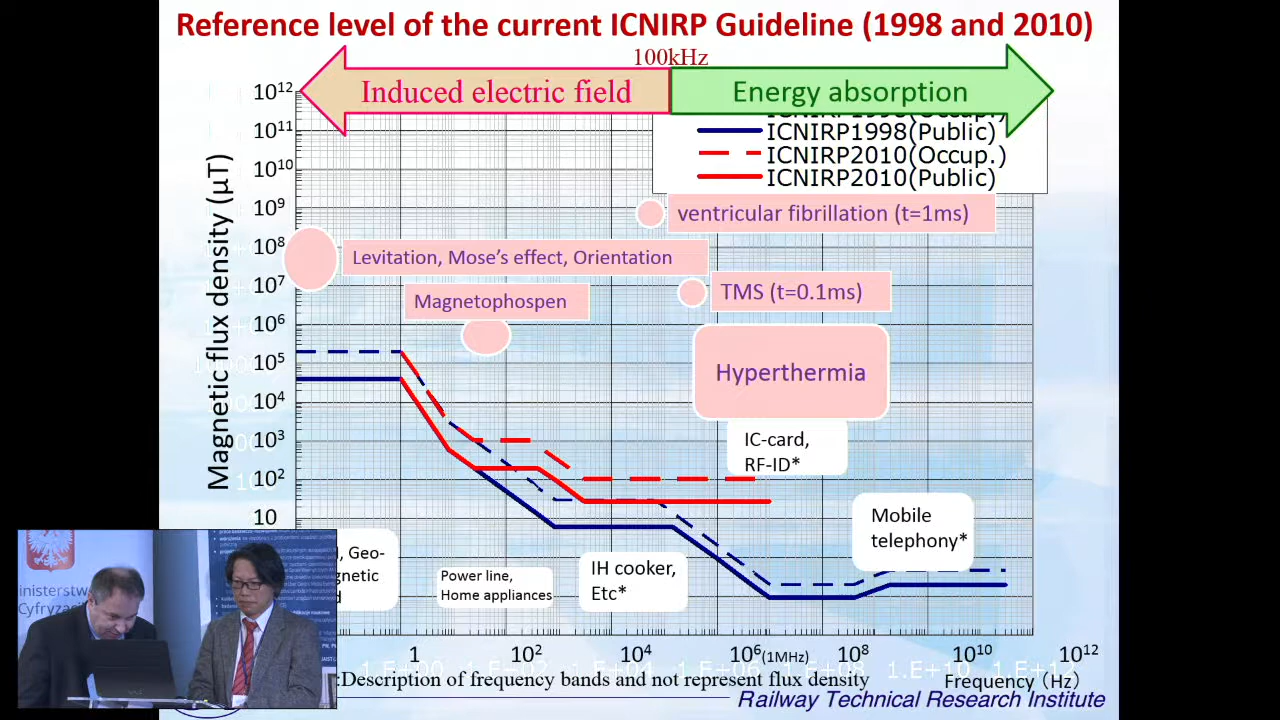 Reference level of the current ICNIRP Guideline (1998 and 2010)
100kHz
Induced electric field
Energy absorption
ICNIRP1998(Public)
ICNIRP2010(Occup.)
ICNIRP2010(Public)
Magnetic flux density (μT)
10¹²
10¹¹
10¹⁰
10⁹
10⁸
10⁷
10⁶
10⁵
10⁴
10³
10²
10
ventricular fibrillation (t=1ms)
Levitation, Mose’s effect, Orientation
Magnetophospen
TMS (t=0.1ms)
Hyperthermia
IC-card,
RF-ID*
Mobile
telephony*
, Geo-
netic
d
Power line,
Home appliances
IH cooker,
Etc*
inisterstw
Cyfryzac
1
10²
10⁴
10⁶(1MHz)
10⁸
10¹⁰
10¹²
Frequency (Hz)
:Description of frequency bands and not represent flux density
Railway Technical Research Institute